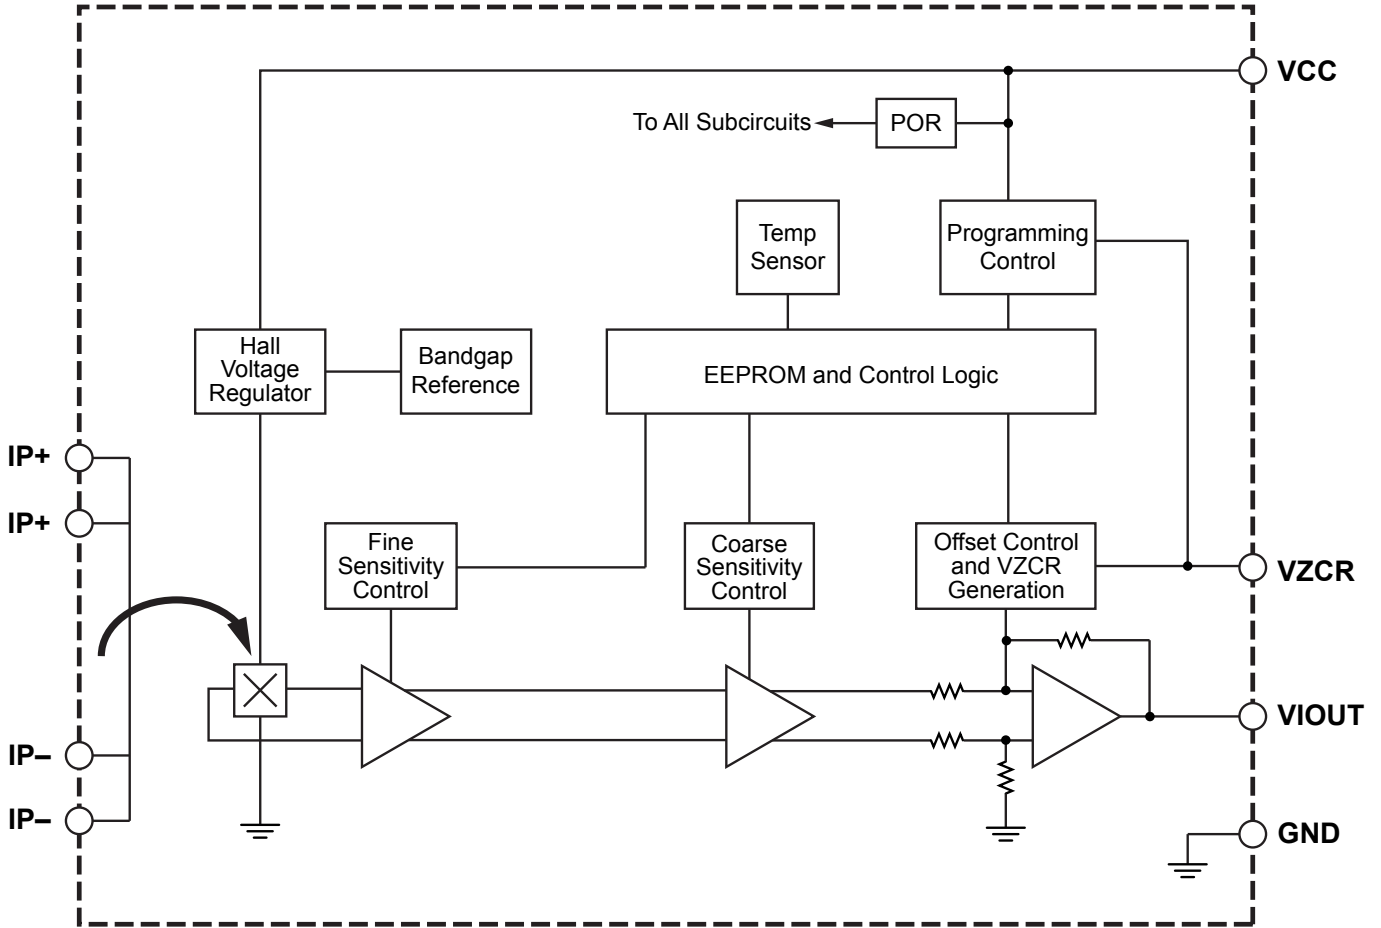 VCC
To All Subcircuits
POR
Temp
Sensor
Programming
Control
Hall
Voltage
Regulator
Bandgap
Reference
EEPROM and Control Logic
IP+
IP+
Fine
Sensitivity
Control
Coarse
Sensitivity
Control
Offset Control
and VZCR
Generation
VZCR
VIOUT
IP–
IP–
GND